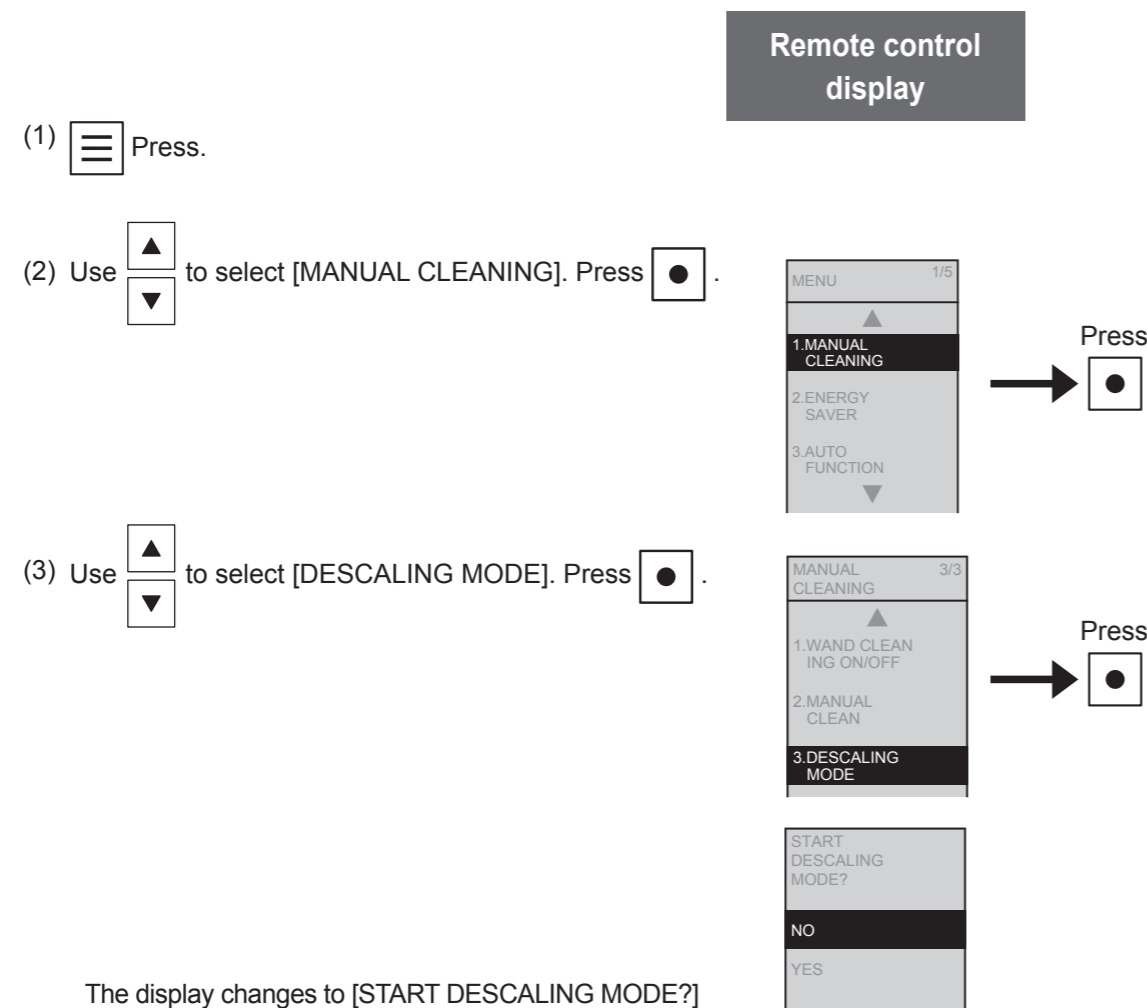 Remote control
display
(1) Press.
(2) Use to select [MANUAL CLEANING]. Press .
MENU 1/5
1.MANUAL
CLEANING
2.ENERGY
SAVER
3.AUTO
FUNCTION
Press
(3) Use to select [DESCALING MODE]. Press .
MANUAL 3/3
CLEANING
1.WAND CLEAN
ING ON/OFF
2.MANUAL
CLEAN
3.DESCALING
MODE
Press
START
DESCALING
MODE?
NO
YES
The display changes to [START DESCALING MODE?]